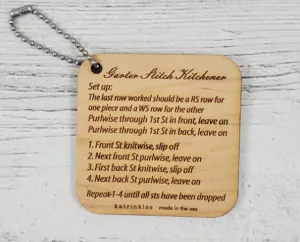 Garter Stitch Kitchener
Set up:
The last row worked should be a RS row for
one piece and a WS row for the other
Purlwise through 1st St in front, leave on
Purlwise through 1st St in back, leave on
1. Front St knitwise, slip off
2. Next front St purlwise, leave on
3. First back St knitwise, slip off
4. Next back St purlwise, leave on
Repeat 1-4 until all sts have been dropped
katrinkles made in the usa